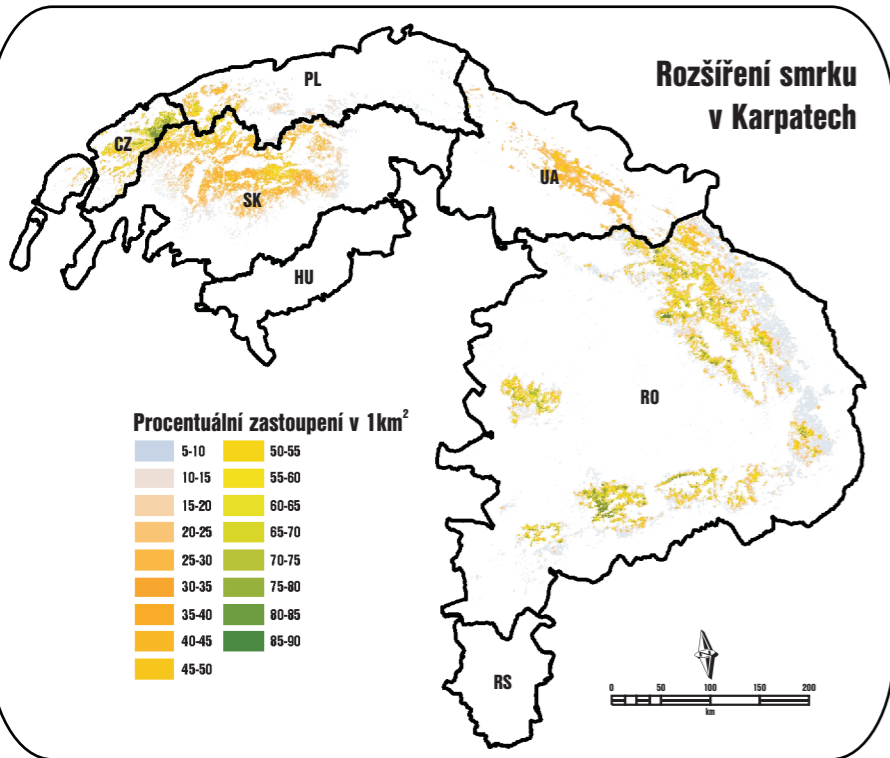 Rozšíření smrku
v Karpatech
PL
CZ
SK
UA
HU
RO
RS
Procentuální zastoupení v 1km²
5-10
10-15
15-20
20-25
25-30
30-35
35-40
40-45
45-50
50-55
55-60
60-65
65-70
70-75
75-80
80-85
85-90
0 50 100 150 200
km